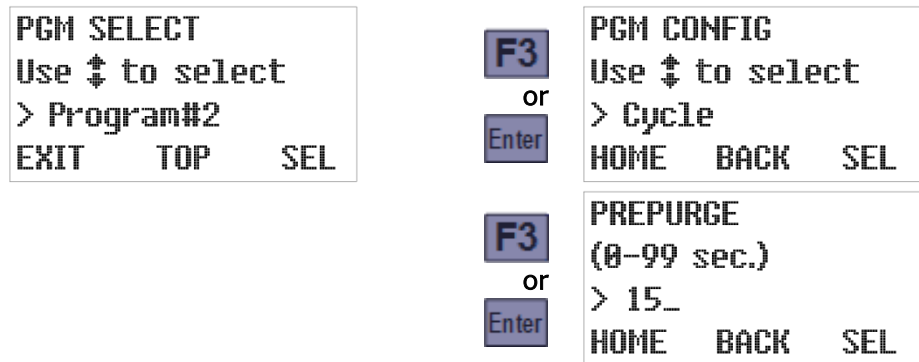 PGM SELECT
Use ↕ to select
> Program#2
EXIT TOP SEL
F3
or
Enter
PGM CONFIG
Use ↕ to select
> Cycle
HOME BACK SEL
F3
or
Enter
PREPURGE
(0-99 sec.)
> 15_
HOME BACK SEL